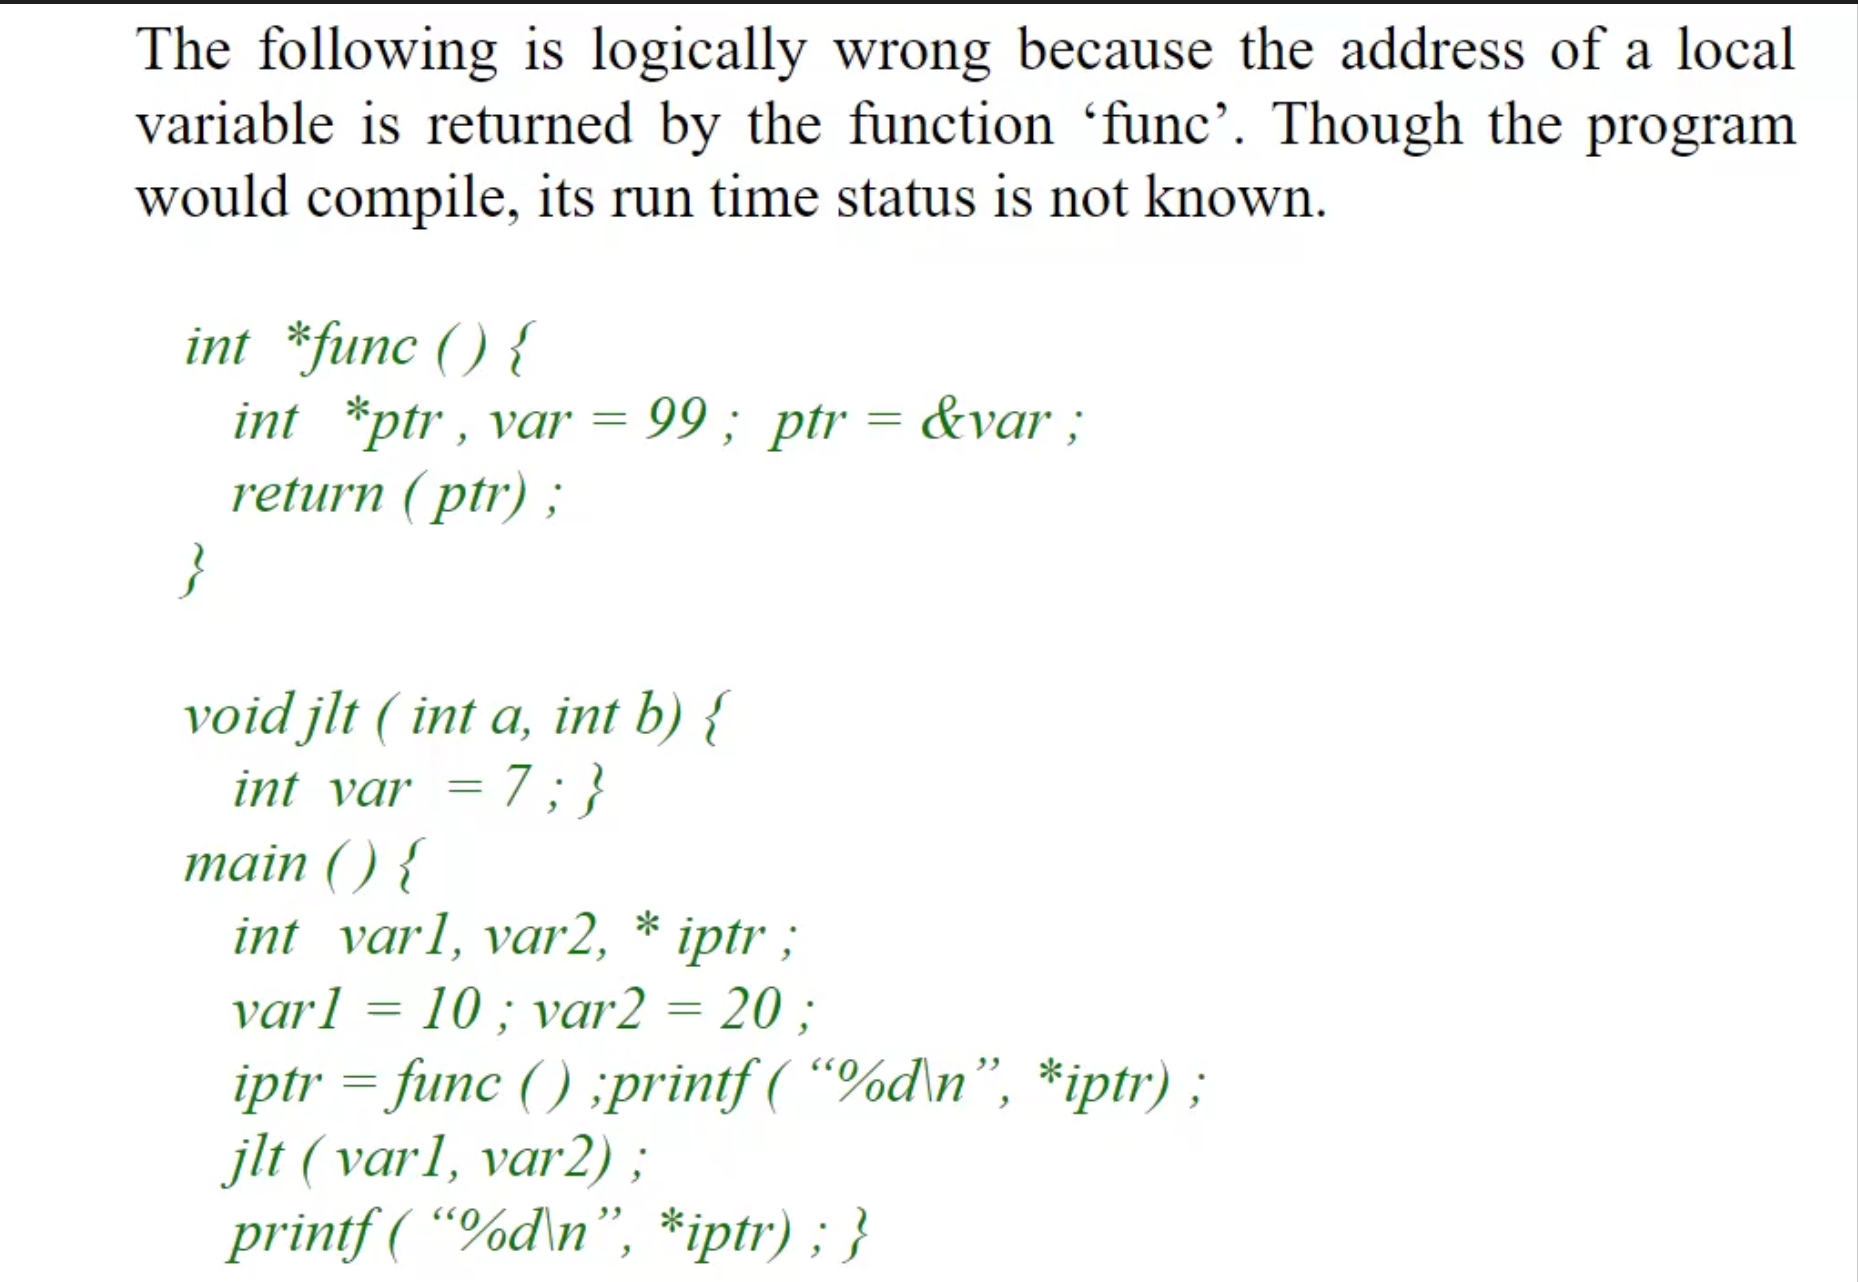 The following is logically wrong because the address of a local
variable is returned by the function ‘func’. Though the program
would compile, its run time status is not known.
int *func ( ) {
int *ptr , var = 99 ; ptr = &var ;
return ( ptr) ;
}
void jlt ( int a, int b) {
int var = 7 ; }
main ( ) {
int var1, var2, * iptr ;
var1 = 10 ; var2 = 20 ;
iptr = func ( ) ;printf ( “%d\n”, *iptr) ;
jlt ( var1, var2) ;
printf ( “%d\n”, *iptr) ; }